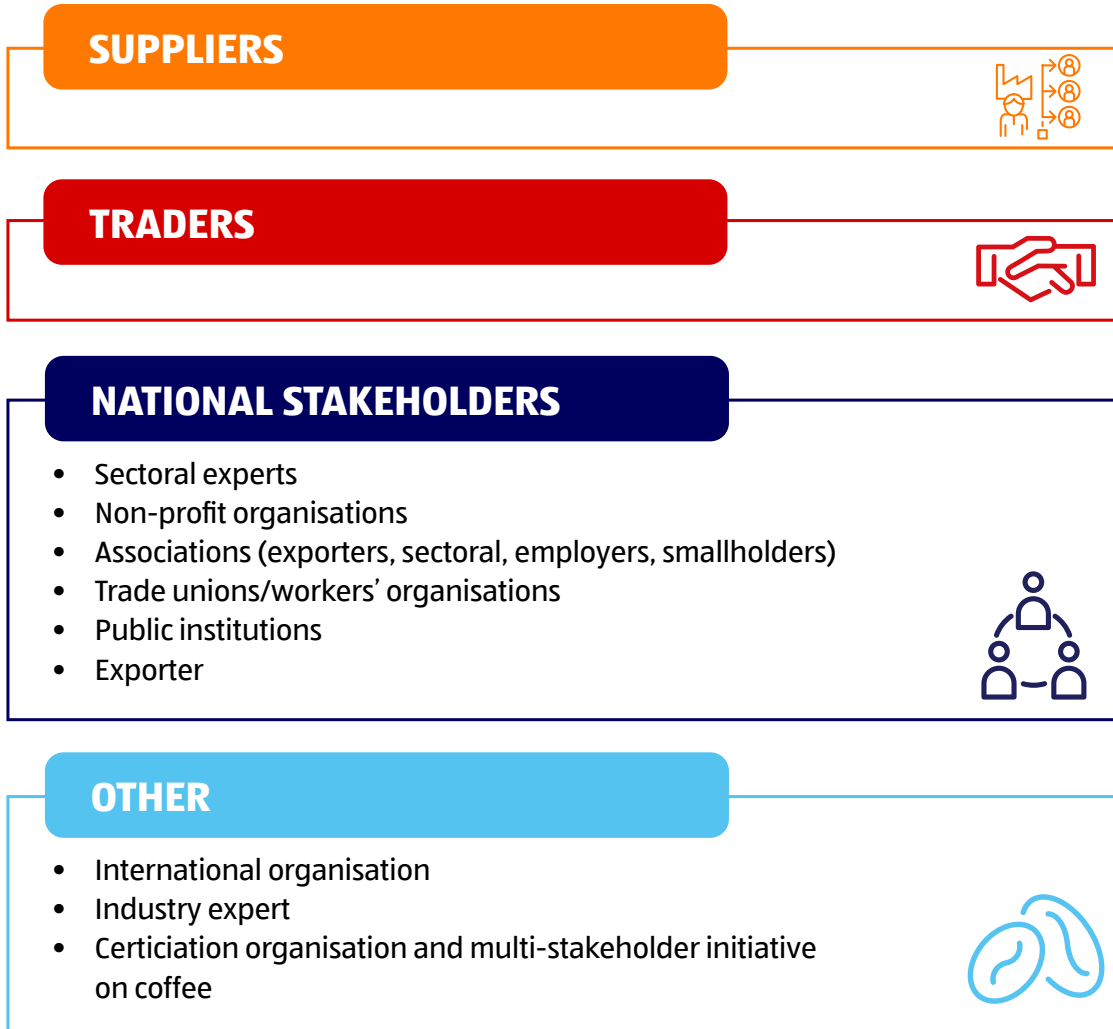 SUPPLIERS
TRADERS
NATIONAL STAKEHOLDERS
• Sectoral experts
• Non-profit organisations
• Associations (exporters, sectoral, employers, smallholders)
• Trade unions/workers’ organisations
• Public institutions
• Exporter
OTHER
• International organisation
• Industry expert
• Certiciation organisation and multi-stakeholder initiative
on coffee